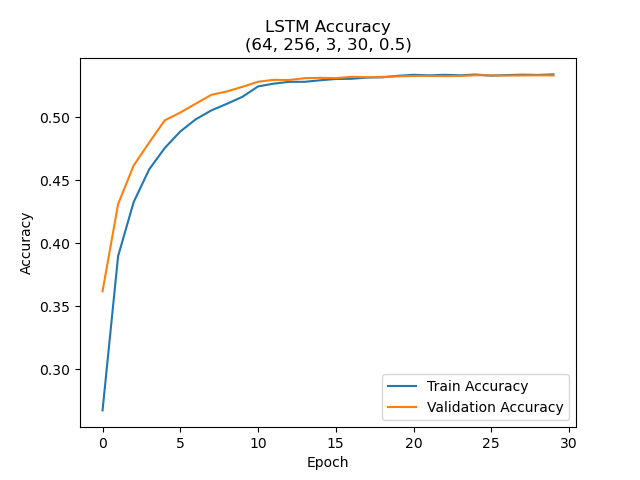 LSTM Accuracy
(64, 256, 3, 30, 0.5)
Accuracy
0.50
0.45
0.40
0.35
0.30
Train Accuracy
Validation Accuracy
0 5 10 15 20 25 30
Epoch